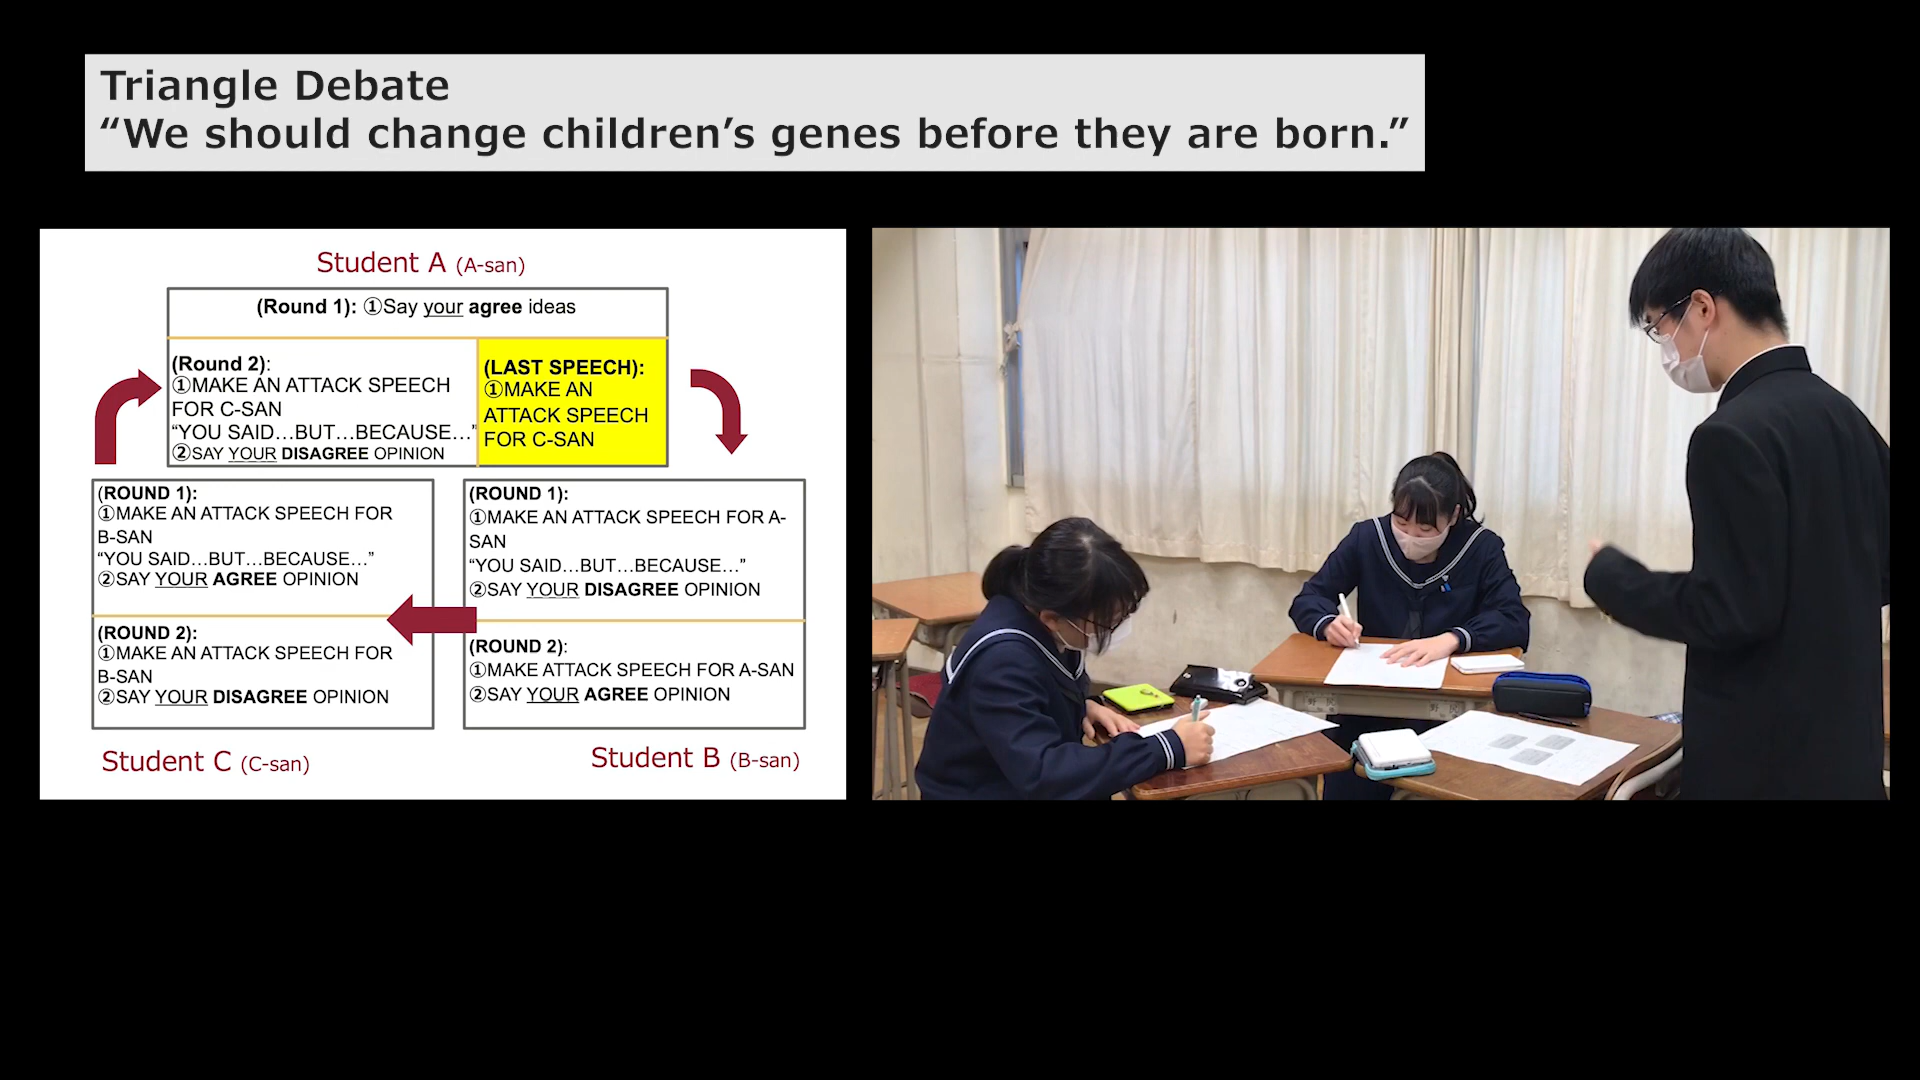 Triangle Debate
“We should change children’s genes before they are born.”
Student A (A-san)
(Round 1): ①Say your agree ideas
(Round 2):
①MAKE AN ATTACK SPEECH
FOR C-SAN
“YOU SAID…BUT…BECAUSE…”
②SAY YOUR DISAGREE OPINION
(LAST SPEECH):
①MAKE AN
ATTACK SPEECH
FOR C-SAN
(ROUND 1):
①MAKE AN ATTACK SPEECH FOR
B-SAN
“YOU SAID…BUT…BECAUSE…”
②SAY YOUR AGREE OPINION
(ROUND 2):
①MAKE AN ATTACK SPEECH FOR
B-SAN
②SAY YOUR DISAGREE OPINION
(ROUND 1):
①MAKE AN ATTACK SPEECH FOR A-
SAN
“YOU SAID…BUT…BECAUSE…”
②SAY YOUR DISAGREE OPINION
(ROUND 2):
①MAKE ATTACK SPEECH FOR A-SAN
②SAY YOUR AGREE OPINION
Student C (C-san)
Student B (B-san)